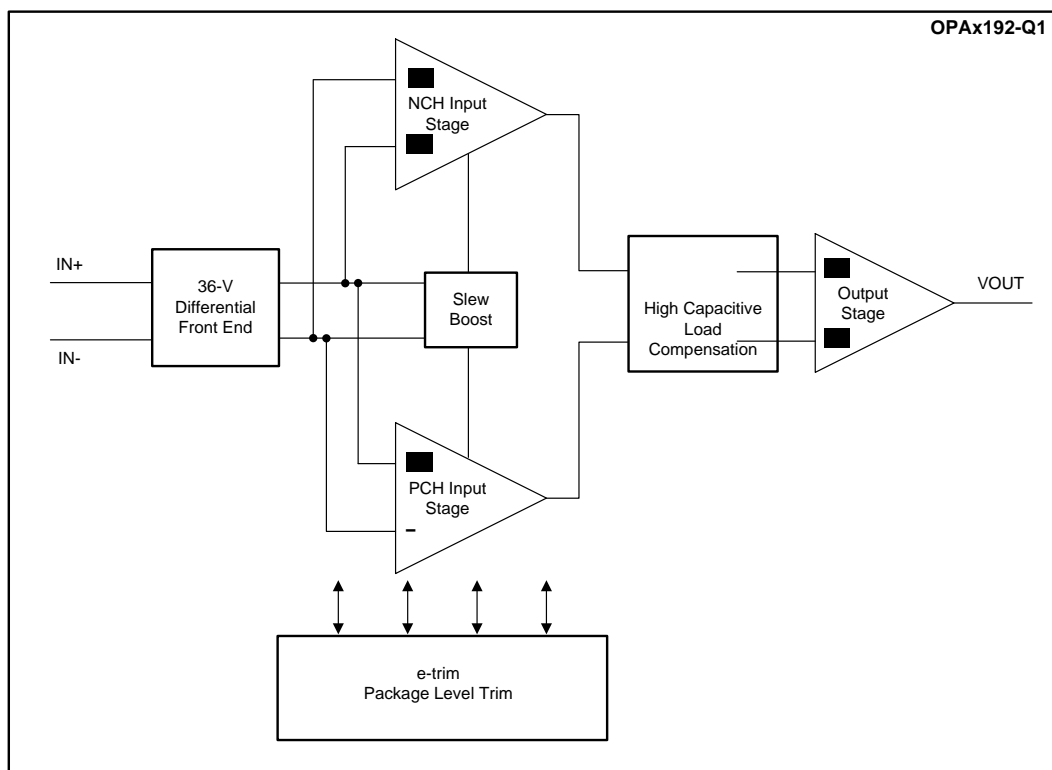 OPAx192-Q1
NCH Input
Stage
IN+
36-V
Differential
Front End
IN-
Slew
Boost
High Capacitive
Load
Compensation
Output
Stage
VOUT
PCH Input
Stage
-
e-trim
Package Level Trim